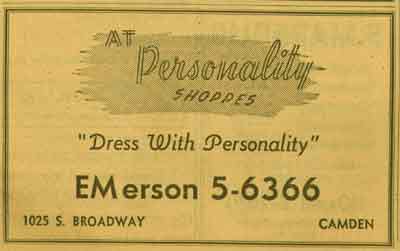 AT
Personality
SHOPPES
"Dress With Personality"
EMerson 5-6366
1025 S. BROADWAY CAMDEN